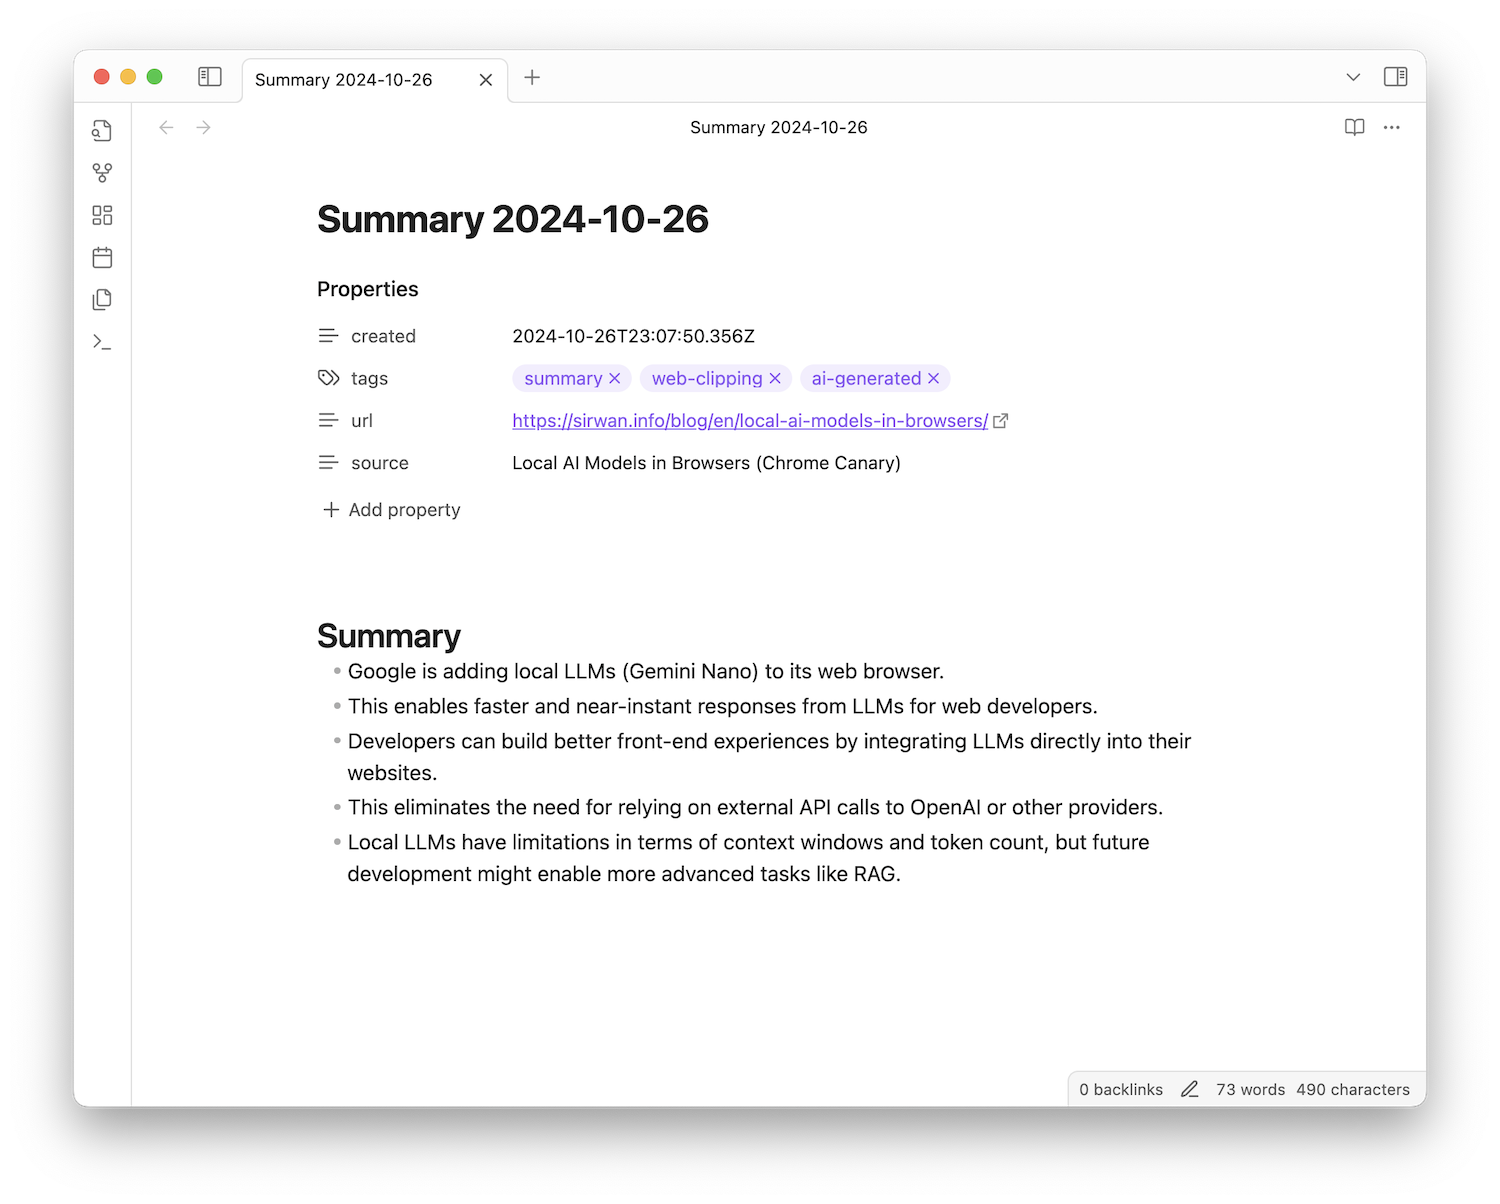 Summary 2024-10-26
Summary 2024-10-26
Summary 2024-10-26
Properties
created 2024-10-26T23:07:50.356Z
tags summary web-clipping ai-generated
url https://sirwan.info/blog/en/local-ai-models-in-browsers/
source Local AI Models in Browsers (Chrome Canary)
Add property
Summary
Google is adding local LLMs (Gemini Nano) to its web browser.
This enables faster and near-instant responses from LLMs for web developers.
Developers can build better front-end experiences by integrating LLMs directly into their
websites.
This eliminates the need for relying on external API calls to OpenAI or other providers.
Local LLMs have limitations in terms of context windows and token count, but future
development might enable more advanced tasks like RAG.
0 backlinks 73 words 490 characters